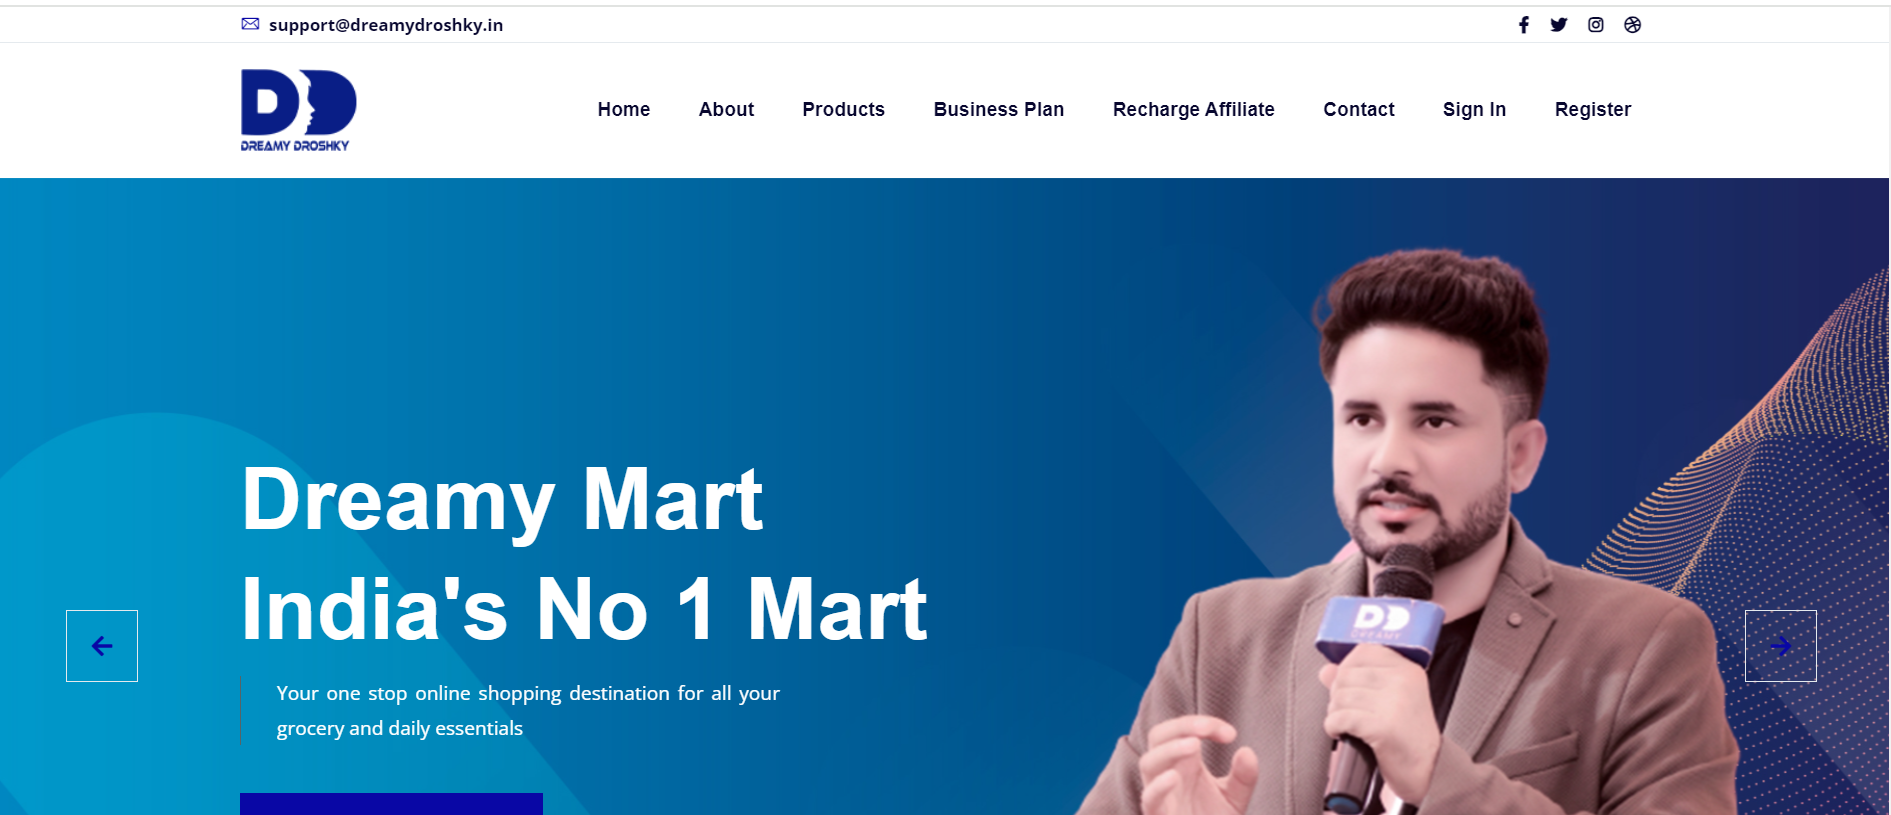 support@dreamydroshky.in
DREAMY DROSHKY
Home About Products Business Plan Recharge Affiliate Contact Sign In Register
Dreamy Mart
India's No 1 Mart
Your one stop online shopping destination for all your
grocery and daily essentials
DREAMY